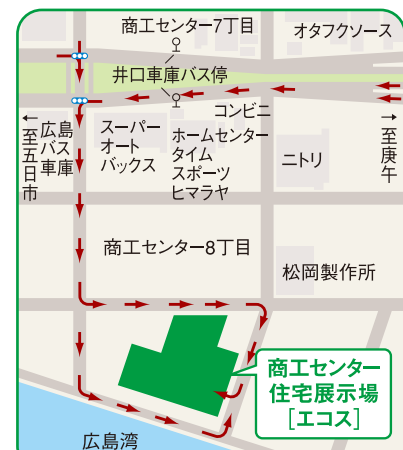 商工センター7丁目
オタフクソース
井口車庫バス停
コンビニ
←至五日市
広島バス車庫
スーパー
オート
バックス
ホームセンター
タイム
スポーツ
ヒマラヤ
ニトリ
→至庚午
商工センター8丁目
松岡製作所
商工センター
住宅展示場
[エコス]
広島湾